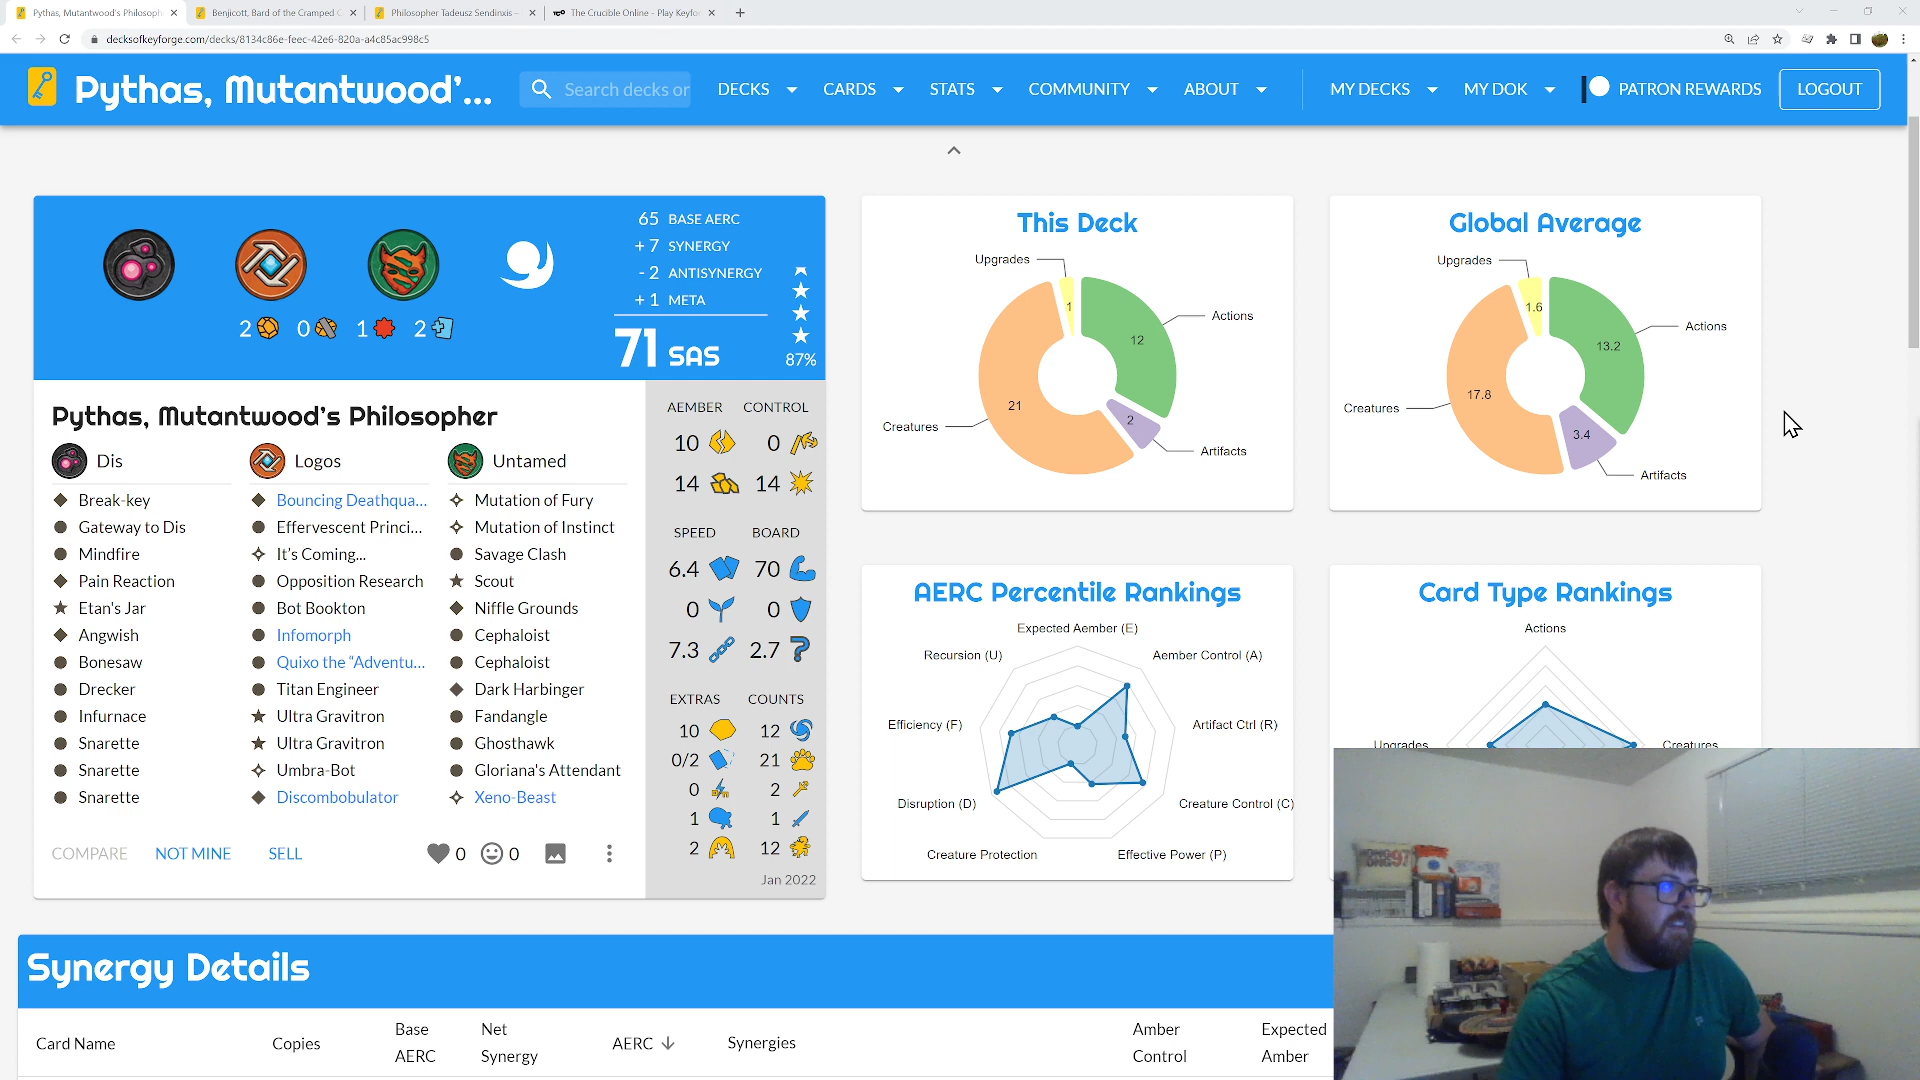 Pythas, Mutantwood's Philosoph
Benjicott, Bard of the Cramped C
Philosopher Tadeusz Sendinxis –
The Crucible Online - Play Keyfor
decksofkeyforge.com/decks/8134c86e-feec-42e6-820a-a4c85ac998c5
Pythas, Mutantwood'...
Search decks or
DECKS
CARDS
STATS
COMMUNITY
ABOUT
MY DECKS
MY DOK
PATRON REWARDS
LOGOUT
65 BASE AERC
+ 7 SYNERGY
- 2 ANTISYNERGY
+ 1 META
71 SAS
87%
2 0 1 2
Pythas, Mutantwood's Philosopher
Dis
Break-key
Gateway to Dis
Mindfire
Pain Reaction
Etan's Jar
Angwish
Bonesaw
Drecker
Infurnace
Snarette
Snarette
Snarette
Logos
Bouncing Deathqua...
Effervescent Princi...
It's Coming...
Opposition Research
Bot Bookton
Infomorph
Quixo the "Adventu...
Titan Engineer
Ultra Gravitron
Ultra Gravitron
Umbra-Bot
Discombobulator
Untamed
Mutation of Fury
Mutation of Instinct
Savage Clash
Scout
Niffle Grounds
Cephaloist
Cephaloist
Dark Harbinger
Fandangle
Ghosthawk
Gloriana's Attendant
Xeno-Beast
COMPARE
NOT MINE
SELL
0
0
AEMBER CONTROL
10 0
14 14
SPEED BOARD
6.4 70
0 0
7.3 2.7
EXTRAS COUNTS
10 12
0/2 21
0 2
1 1
2 12
Jan 2022
This Deck
Upgrades
1
Actions
12
21
Creatures
2
Artifacts
Global Average
Upgrades
1.6
Actions
13.2
17.8
Creatures
3.4
Artifacts
AERC Percentile Rankings
Expected Aember (E)
Recursion (U)
Aember Control (A)
Efficiency (F)
Artifact Ctrl (R)
Disruption (D)
Creature Control (C)
Creature Protection
Effective Power (P)
Card Type Rankings
Actions
Upgrades
Creatures
Synergy Details
Card Name
Copies
Base AERC
Net Synergy
AERC
Synergies
Amber Control
Expected Amber